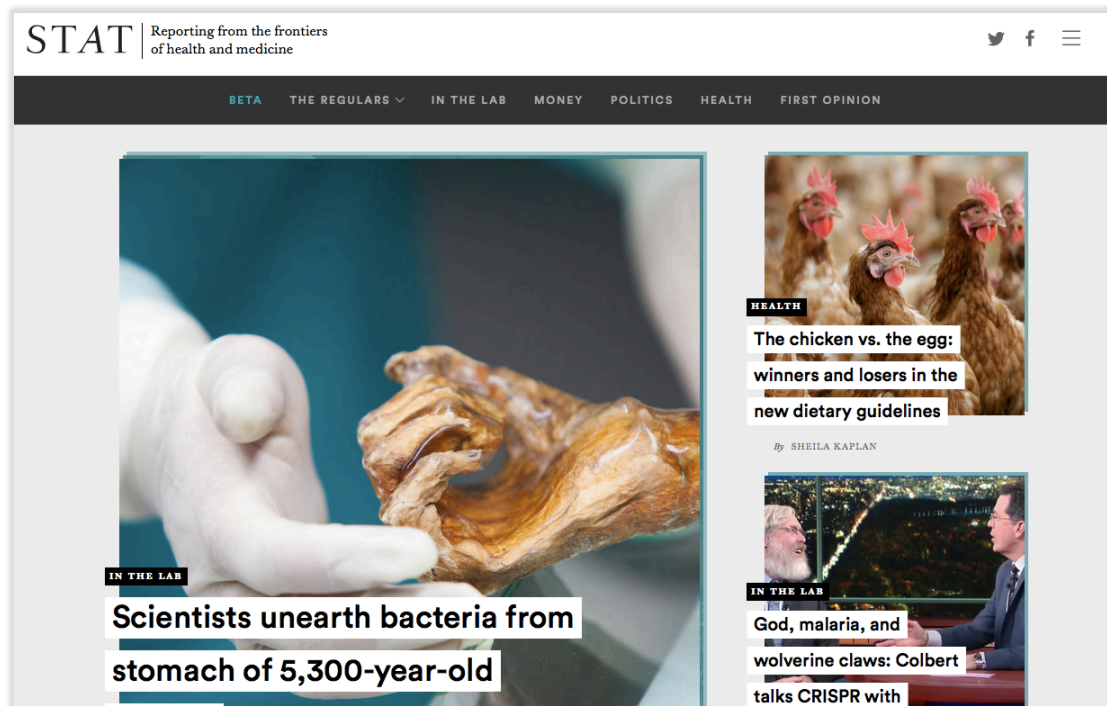 STAT
Reporting from the frontiers
of health and medicine
BETA THE REGULARS IN THE LAB MONEY POLITICS HEALTH FIRST OPINION
IN THE LAB
Scientists unearth bacteria from
stomach of 5,300-year-old
HEALTH
The chicken vs. the egg:
winners and losers in the
new dietary guidelines
By SHEILA KAPLAN
IN THE LAB
God, malaria, and
wolverine claws: Colbert
talks CRISPR with